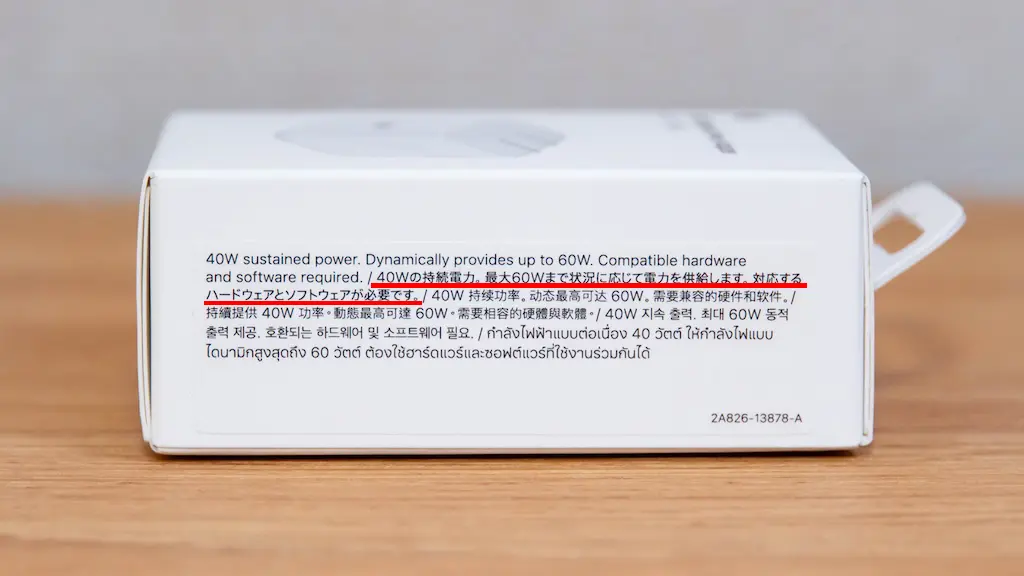 40W sustained power. Dynamically provides up to 60W. Compatible hardware
and software required. / 40Wの持続電力。最大60Wまで状況に応じて電力を供給します。対応する
ハードウェアとソフトウェアが必要です。/ 40W 持续功率。动态最高可达 60W。需要兼容的硬件和软件。/
持續提供 40W 功率。動態最高可達 60W。需要相容的硬體與軟體。/ 40W 지속 출력. 최대 60W 동적
출력 제공. 호환되는 하드웨어 및 소프트웨어 필요. / กำลังไฟฟ้าแบบต่อเนื่อง 40 วัตต์ ให้กำลังไฟแบบ
ไดนามิกสูงสุดถึง 60 วัตต์ ต้องใช้ฮาร์ดแวร์และซอฟต์แวร์ที่ใช้งานร่วมกันได้
2A826-13878-A